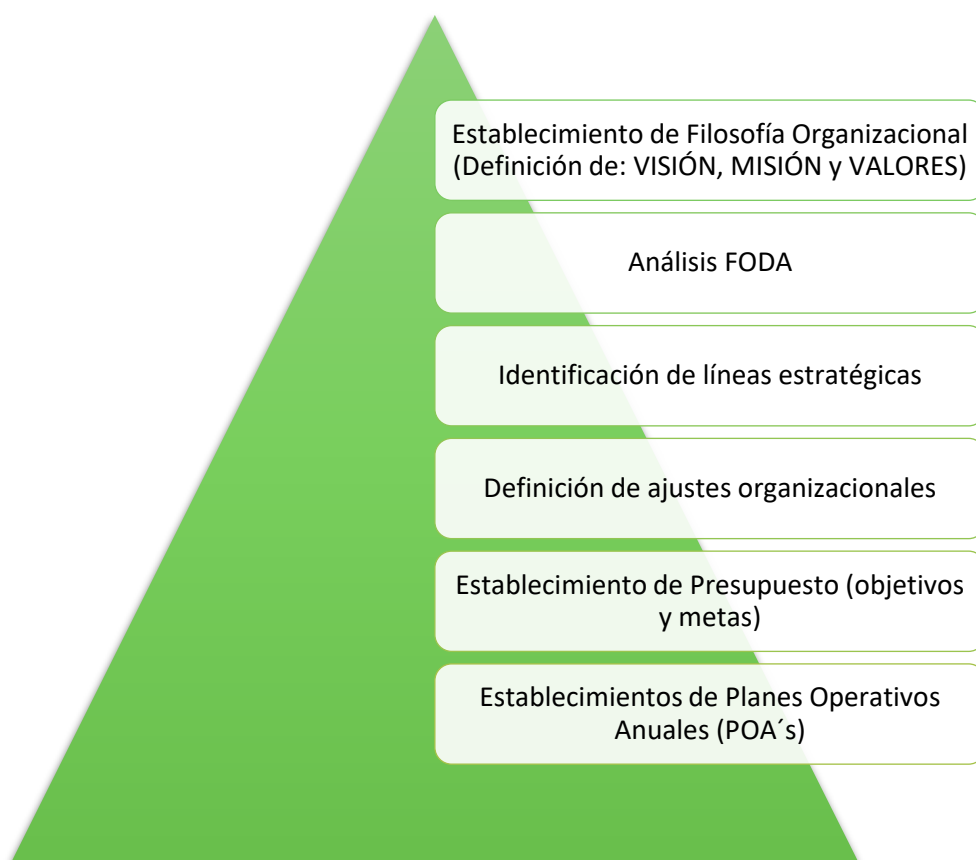 Establecimiento de Filosofía Organizacional
(Definición de: VISIÓN, MISIÓN y VALORES)
Análisis FODA
Identificación de líneas estratégicas
Definición de ajustes organizacionales
Establecimiento de Presupuesto (objetivos
y metas)
Establecimientos de Planes Operativos
Anuales (POA´s)